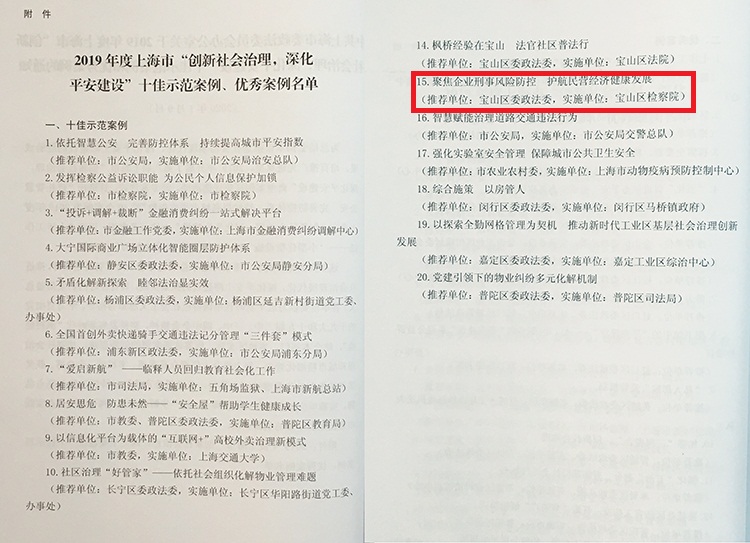 附 件
2019 年度上海市“创新社会治理，深化
平安建设”十佳示范案例、优秀案例名单
一、十佳示范案例
1.依托智慧公安 完善防控体系 持续提高城市平安指数
（推荐单位：市公安局，实施单位：市公安局治安总队）
2.发挥检察公益诉讼职能 为公民个人信息保护加锁
（推荐单位：市检察院，实施单位：市检察院）
3.“投诉+调解+裁断”金融消费纠纷一站式解决平台
（推荐单位：市金融工作党委，实施单位：上海市金融消费纠纷调解中心）
4.大宁国际商业广场立体化智能圈层防护体系
（推荐单位：静安区委政法委，实施单位：市公安局静安分局）
5.矛盾化解新探索 睦邻法治显实效
（推荐单位：杨浦区委政法委，实施单位：杨浦区延吉新村街道党工委、
办事处）
6.全国首创外卖快递骑手交通违法记分管理“三件套”模式
（推荐单位：浦东新区政法委，实施单位：市公安局浦东分局）
7.“爱启新航”——临释人员回归教育社会化工作
（推荐单位：市司法局，实施单位：五角场监狱、上海市新航总站）
8.居安思危 防患未然——“安全屋”帮助学生健康成长
（推荐单位：市教委、普陀区委政法委，实施单位：普陀区教育局）
9.以信息化平台为载体的“互联网+”高校外卖治理新模式
（推荐单位：市教委，实施单位：上海交通大学）
10.社区治理“好管家”——依托社会组织化解物业管理难题
（推荐单位：长宁区委政法委，实施单位：长宁区华阳路街道党工委、
办事处）
14.枫桥经验在宝山 法官社区普法行
（推荐单位：宝山区委政法委，实施单位：宝山区法院）
15.聚焦企业刑事风险防控 护航民营经济健康发展
（推荐单位：宝山区委政法委，实施单位：宝山区检察院）
16.智慧赋能治理道路交通违法行为
（推荐单位：市公安局，实施单位：市公安局交警总队）
17.强化实验室安全管理 保障城市公共卫生安全
（推荐单位：市农业农村委，实施单位：上海市动物疫病预防控制中心）
18.综合施策 以房管人
（推荐单位：闵行区委政法委，实施单位：闵行区马桥镇政府）
19.以探索全勤网格管理为契机 推动新时代工业区基层社会治理创新
发展
（推荐单位：嘉定区委政法委，实施单位：嘉定工业区综治中心）
20.党建引领下的物业纠纷多元化解机制
（推荐单位：普陀区委政法委，实施单位：普陀区司法局）